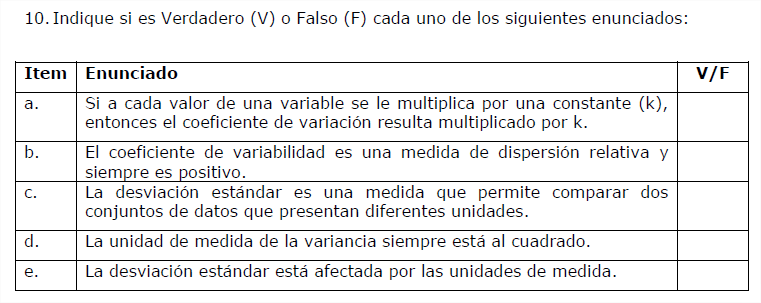 10. Indique si es Verdadero (V) o Falso (F) cada uno de los siguientes enunciados:
Item Enunciado V/F
a. Si a cada valor de una variable se le multiplica por una constante (k),
entonces el coeficiente de variación resulta multiplicado por k.
b. El coeficiente de variabilidad es una medida de dispersión relativa y
siempre es positivo.
c. La desviación estándar es una medida que permite comparar dos
conjuntos de datos que presentan diferentes unidades.
d. La unidad de medida de la variancia siempre está al cuadrado.
e. La desviación estándar está afectada por las unidades de medida.